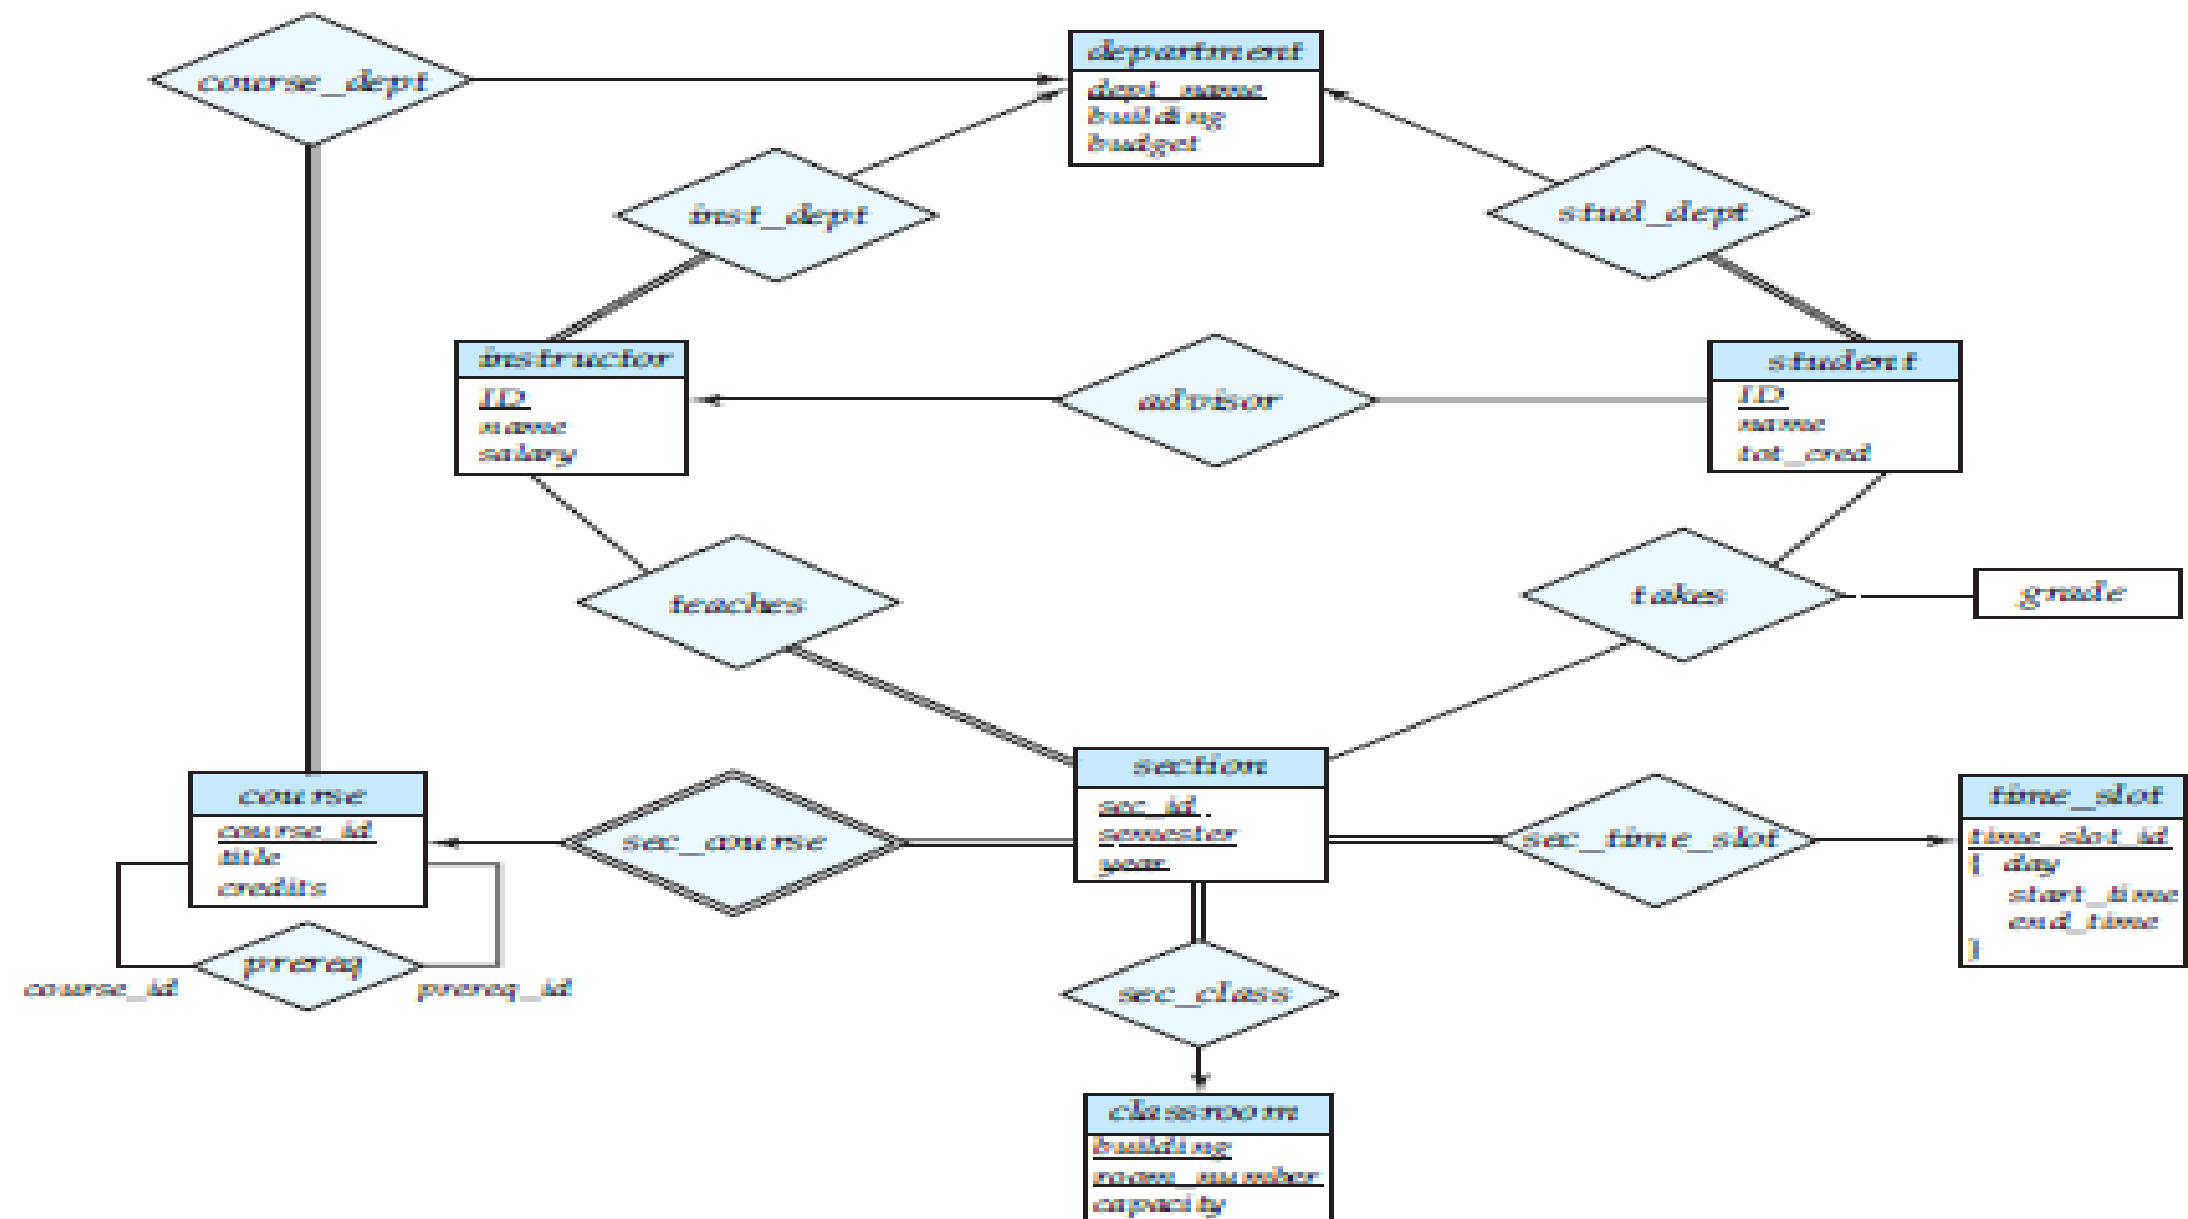 course_dept
department
dept_name
building
budget
inst_dept
stud_dept
instructor
ID
name
salary
advisor
student
ID
name
tot_cred
teaches
takes
grade
course
course_id
title
credits
sec_course
section
sec_id
semester
year
sec_time_slot
time_slot
time_slot_id
{ day
start_time
end_time
}
prereq
course_id
prereq_id
sec_class
classroom
building
room_number
capacity